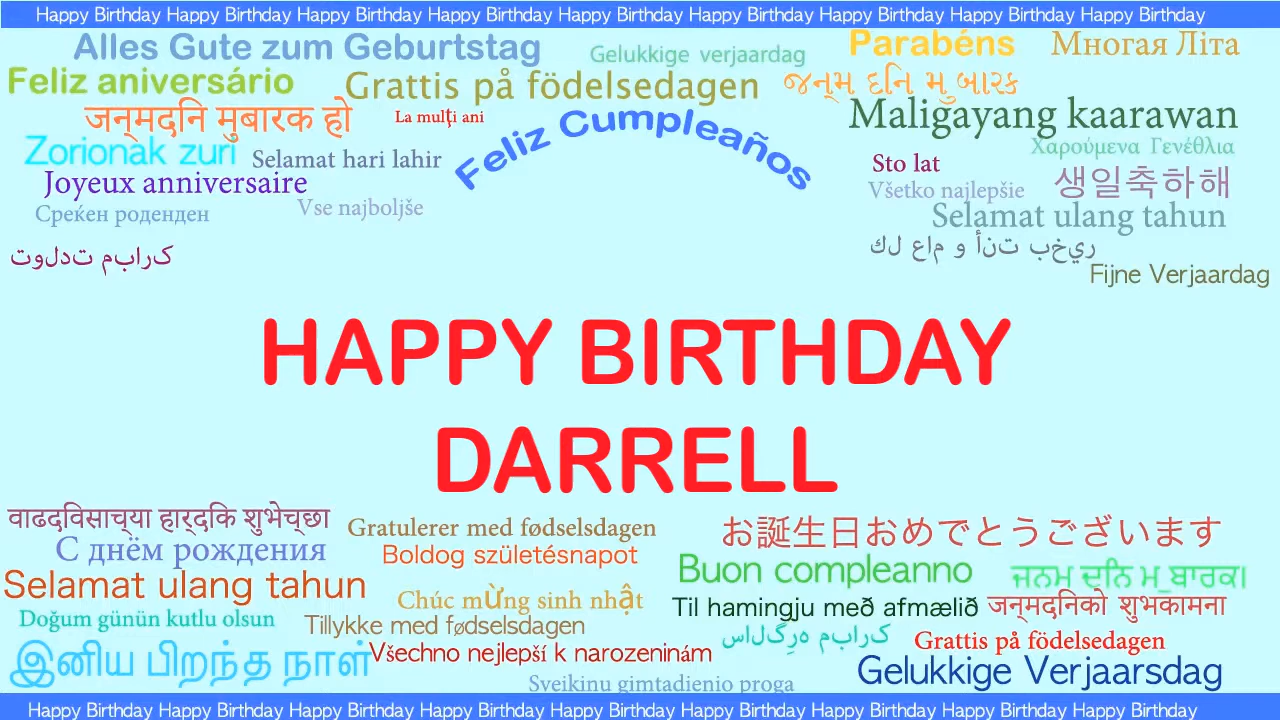 Happy Birthday Happy Birthday Happy Birthday Happy Birthday Happy Birthday Happy Birthday Happy Birthday Happy Birthday Happy Birthday
Alles Gute zum Geburtstag
Gelukkige verjaardag
Parabéns
Многая Літа
Feliz aniversário
Grattis på födelsedagen
જન્મ દનિ મુબારક
जन्मदनि मुबारक हो
La mulţi ani
Feliz Cumpleaños
Maligayang kaarawan
Zorionak zuri
Selamat hari lahir
Sto lat
Χαρούμενα Γενέθλια
Joyeux anniversaire
Všetko najlepšie
생일축하해
Среќен роденден
Vse najboljše
Selamat ulang tahun
تولدت مبارک
كل عام و أنت بخير
Fijne Verjaardag
HAPPY BIRTHDAY
DARRELL
वाढदविसाच्या हार्दकि शुभेच्छा
Gratulerer med fødselsdagen
お誕生日おめでとうございます
С днём рождения
Boldog születésnapot
Buon compleanno
ਜਨਮ ਦਨਿ ਮੁਬਾਰਕ।
Selamat ulang tahun
Chúc mừng sinh nhật
Til hamingju með afmælið
जन्मदनिको शुभकामना
Doğum günün kutlu olsun
Tillykke med fødselsdagen
سالگرہ مبارک
Grattis på födelsedagen
இனிய பிறந்த நாள்
Všechno nejlepší k narozeninám
Gelukkige Verjaarsdag
Sveikinu gimtadienio proga
Happy Birthday Happy Birthday Happy Birthday Happy Birthday Happy Birthday Happy Birthday Happy Birthday Happy Birthday Happy Birthday